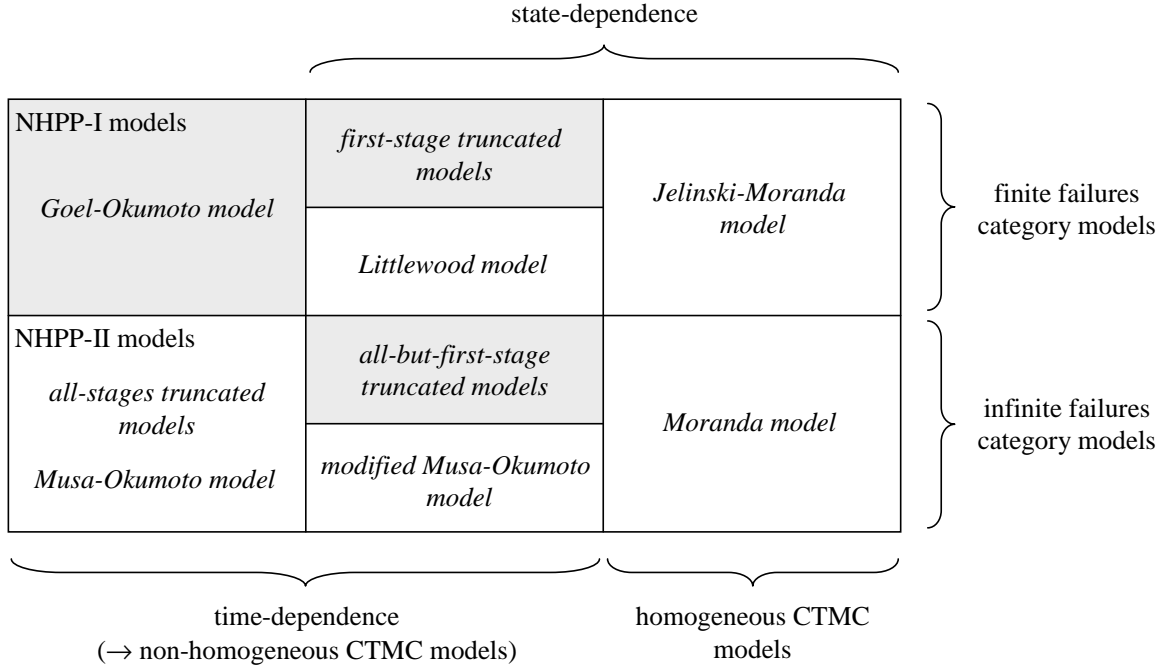 state-dependence
NHPP-I models
Goel-Okumoto model
first-stage truncated
models
Littlewood model
Jelinski-Moranda
model
finite failures
category models
NHPP-II models
all-stages truncated
models
Musa-Okumoto model
all-but-first-stage
truncated models
modified Musa-Okumoto
model
Moranda model
infinite failures
category models
time-dependence
(→ non-homogeneous CTMC models)
homogeneous CTMC
models